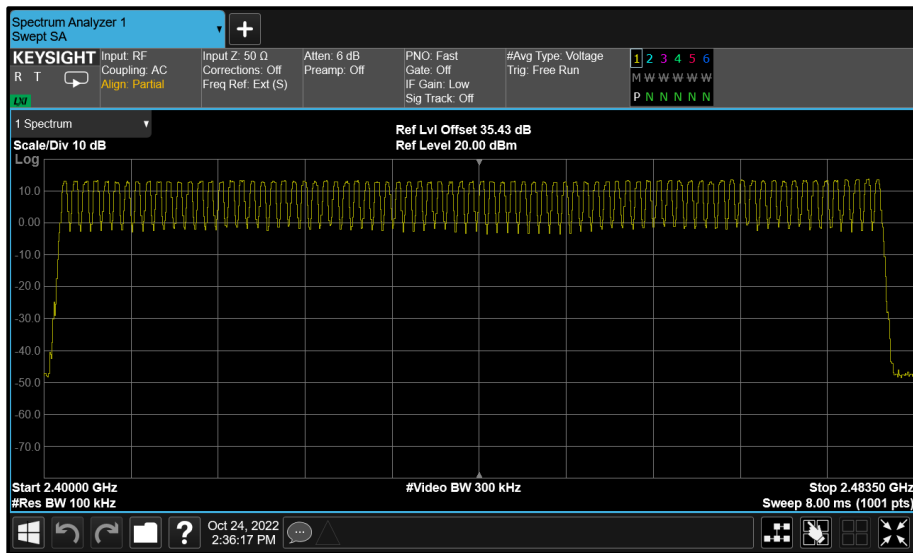 Spectrum Analyzer 1
Swept SA
KEYSIGHT
R T
LXI
Input: RF
Coupling: AC
Align: Partial
Input Z: 50 Ω
Corrections: Off
Freq Ref: Ext (S)
Atten: 6 dB
Preamp: Off
PNO: Fast
Gate: Off
IF Gain: Low
Sig Track: Off
#Avg Type: Voltage
Trig: Free Run
1 2 3 4 5 6
M W W W W W
P N N N N N
1 Spectrum
Scale/Div 10 dB
Ref Lvl Offset 35.43 dB
Ref Level 20.00 dBm
Log
10.0
0.00
-10.0
-20.0
-30.0
-40.0
-50.0
-60.0
-70.0
Start 2.40000 GHz
#Res BW 100 kHz
#Video BW 300 kHz
Stop 2.48350 GHz
Sweep 8.00 ms (1001 pts)
?
Oct 24, 2022
2:36:17 PM